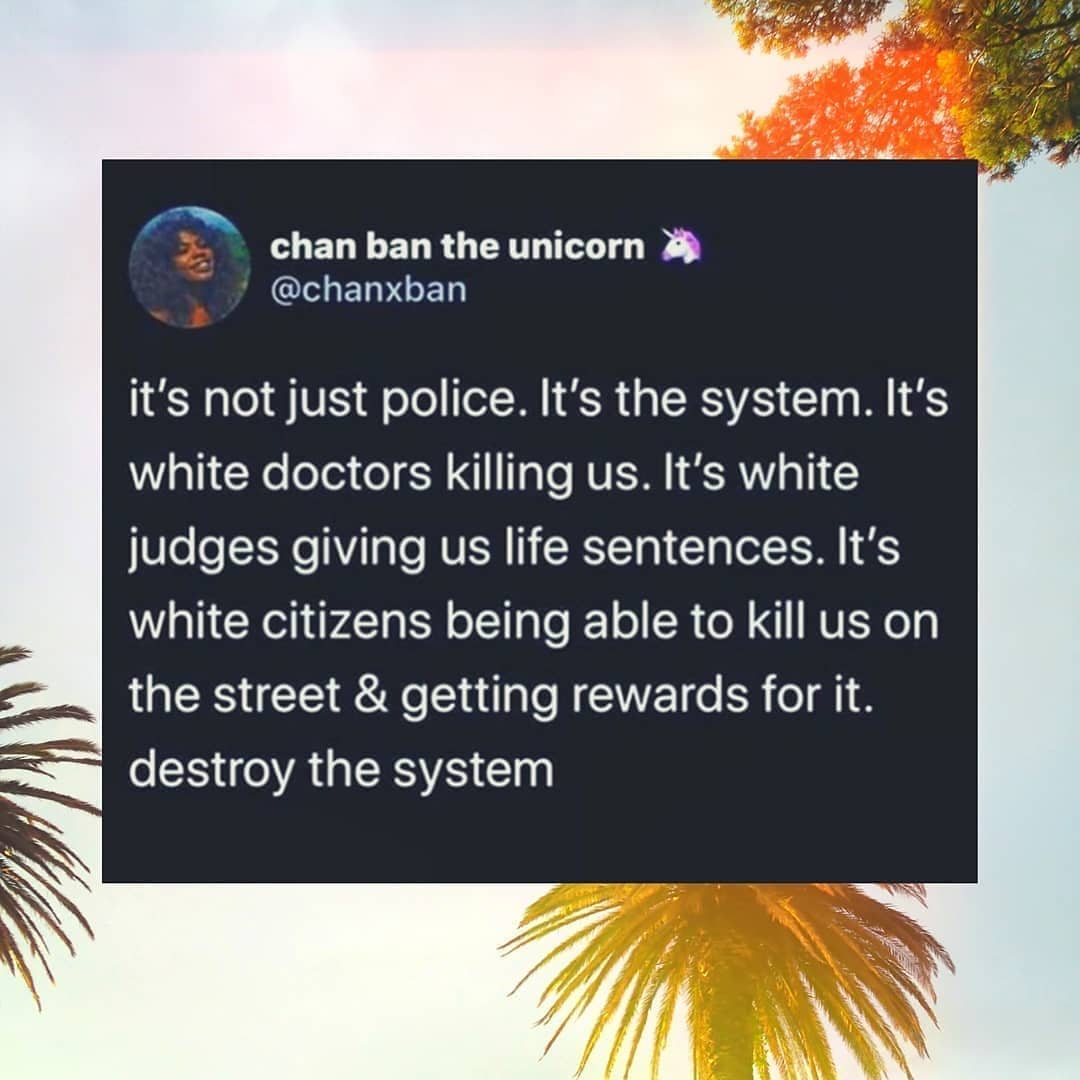 chan ban the unicorn 🦄
@chanxban
it's not just police. It's the system. It's
white doctors killing us. It's white
judges giving us life sentences. It's
white citizens being able to kill us on
the street & getting rewards for it.
destroy the system